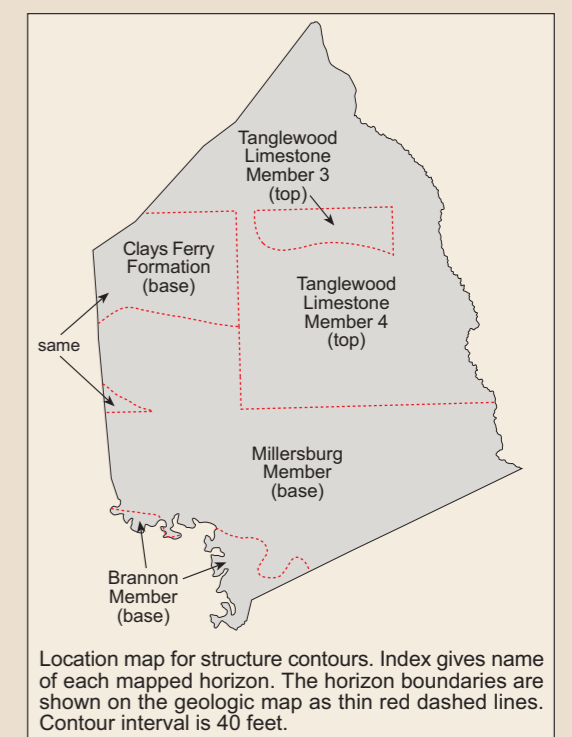 Tanglewood
Limestone
Member 3
(top)
Clays Ferry
Formation
(base)
Tanglewood
Limestone
Member 4
(top)
same
Millersburg
Member
(base)
Brannon
Member
(base)
Location map for structure contours. Index gives name
of each mapped horizon. The horizon boundaries are
shown on the geologic map as thin red dashed lines.
Contour interval is 40 feet.